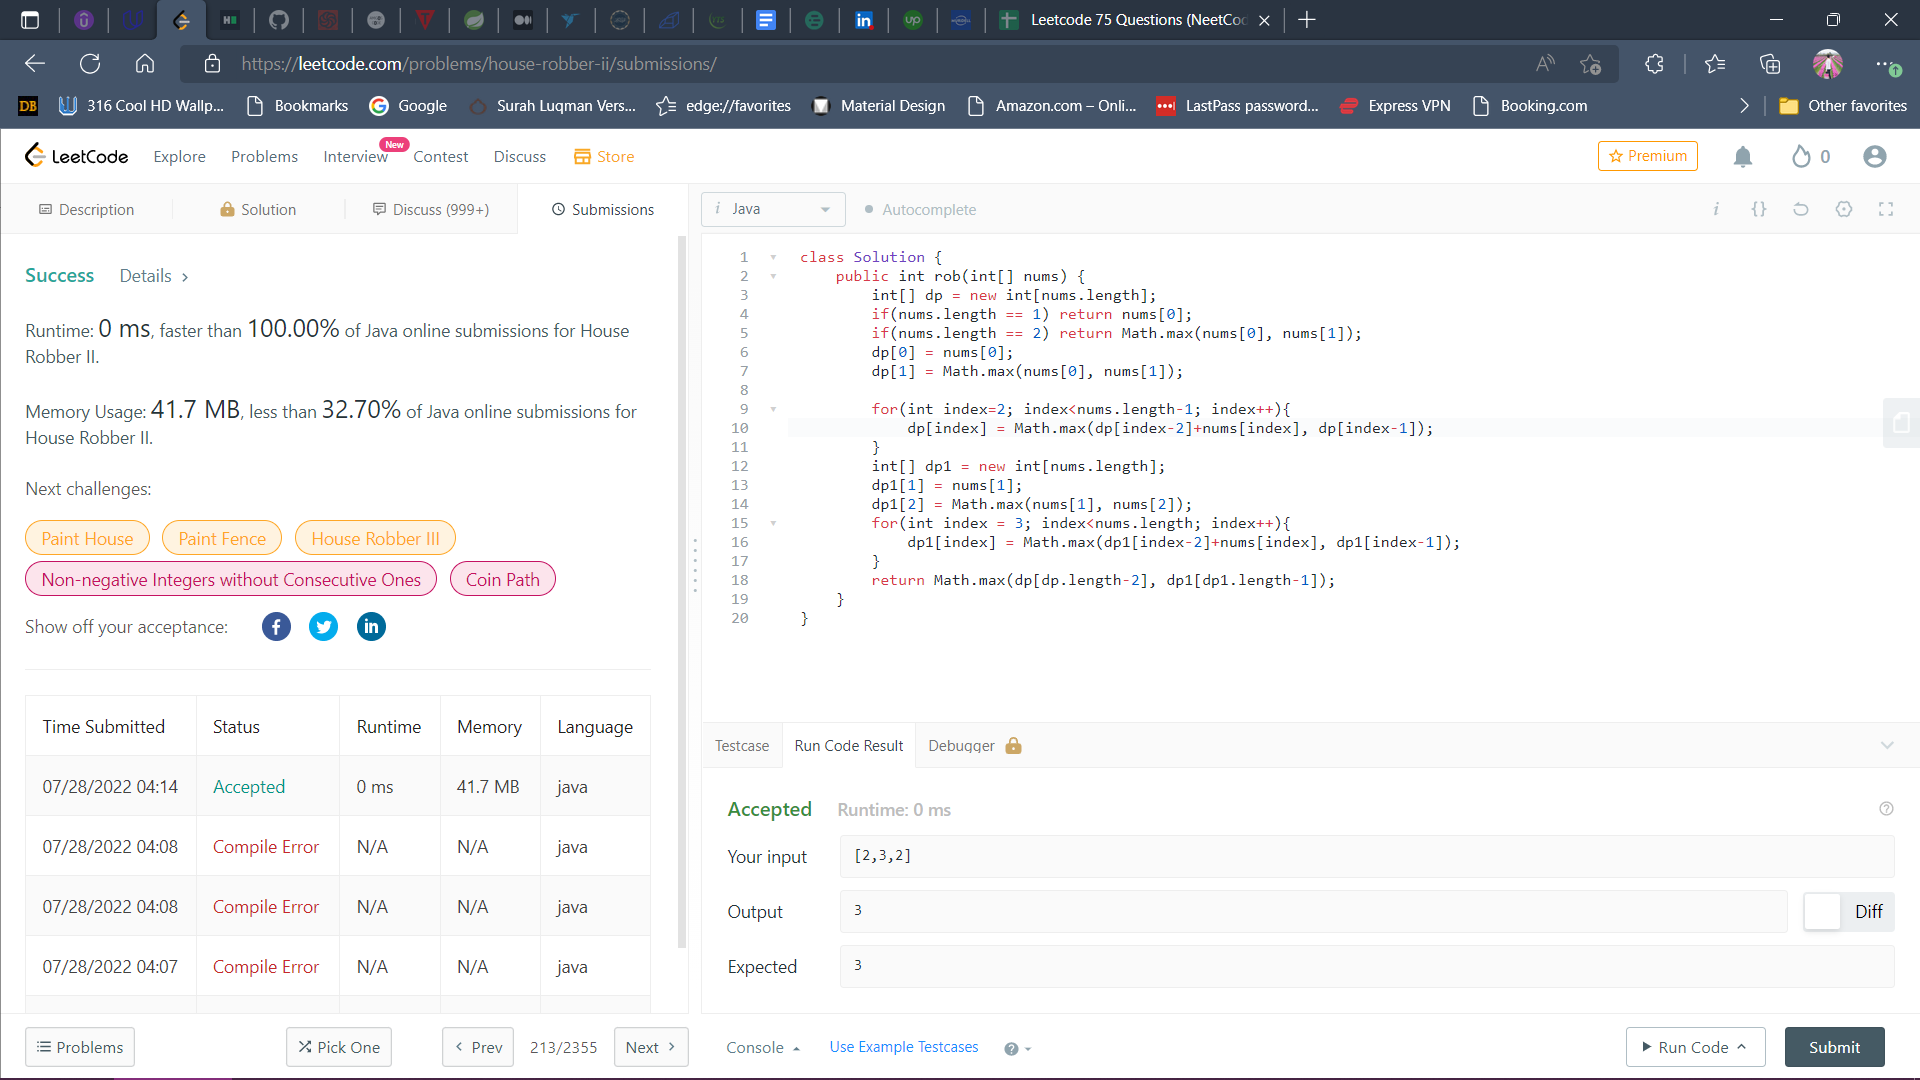 Leetcode 75 Questions (NeetCo
https://leetcode.com/problems/house-robber-ii/submissions/
DB 316 Cool HD Wallp... Bookmarks Google Surah Luqman Vers... edge://favorites Material Design Amazon.com – Onli... LastPass password... Express VPN Booking.com Other favorites
LeetCode Explore Problems Interview New Contest Discuss Store Premium 0
Description Solution Discuss (999+) Submissions
i Java Autocomplete i {}
Success Details >
Runtime: 0 ms, faster than 100.00% of Java online submissions for House
Robber II.
Memory Usage: 41.7 MB, less than 32.70% of Java online submissions for
House Robber II.
Next challenges:
Paint House Paint Fence House Robber III
Non-negative Integers without Consecutive Ones Coin Path
Show off your acceptance:
Time Submitted Status Runtime Memory Language
07/28/2022 04:14 Accepted 0 ms 41.7 MB java
07/28/2022 04:08 Compile Error N/A N/A java
07/28/2022 04:08 Compile Error N/A N/A java
07/28/2022 04:07 Compile Error N/A N/A java
1 class Solution {
2 public int rob(int[] nums) {
3 int[] dp = new int[nums.length];
4 if(nums.length == 1) return nums[0];
5 if(nums.length == 2) return Math.max(nums[0], nums[1]);
6 dp[0] = nums[0];
7 dp[1] = Math.max(nums[0], nums[1]);
8
9 for(int index=2; index<nums.length-1; index++){
10 dp[index] = Math.max(dp[index-2]+nums[index], dp[index-1]);
11 }
12 int[] dp1 = new int[nums.length];
13 dp1[1] = nums[1];
14 dp1[2] = Math.max(nums[1], nums[2]);
15 for(int index = 3; index<nums.length; index++){
16 dp1[index] = Math.max(dp1[index-2]+nums[index], dp1[index-1]);
17 }
18 return Math.max(dp[dp.length-2], dp1[dp1.length-1]);
19 }
20 }
Testcase Run Code Result Debugger
Accepted Runtime: 0 ms
Your input [2,3,2]
Output 3 Diff
Expected 3
Problems Pick One < Prev 213/2355 Next > Console Use Example Testcases Run Code Submit